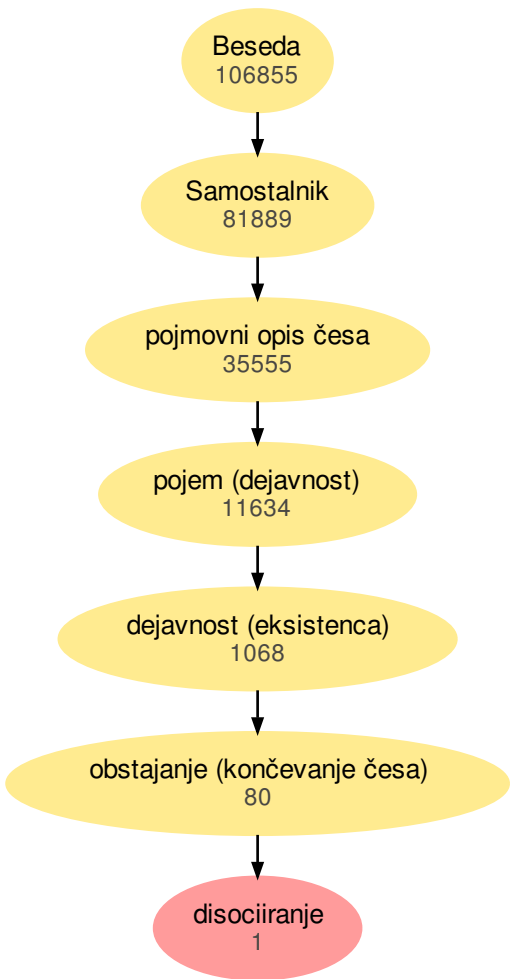 Beseda
106855
Samostalnik
81889
pojmovni opis česa
35555
pojem (dejavnost)
11634
dejavnost (eksistenca)
1068
obstajanje (končevanje česa)
80
disociiranje
1